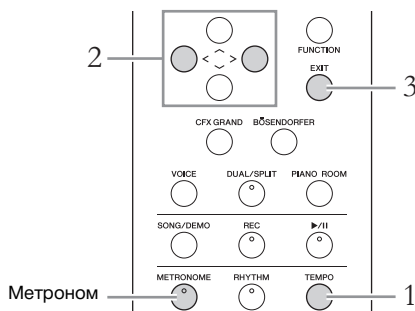 2
< ︿ ﹀ >
FUNCTION
EXIT
3
CFX GRAND BÖSENDORFER
VOICE DUAL/SPLIT PIANO ROOM
SONG/DEMO REC ►/II
METRONOME RHYTHM TEMPO
Метроном 1